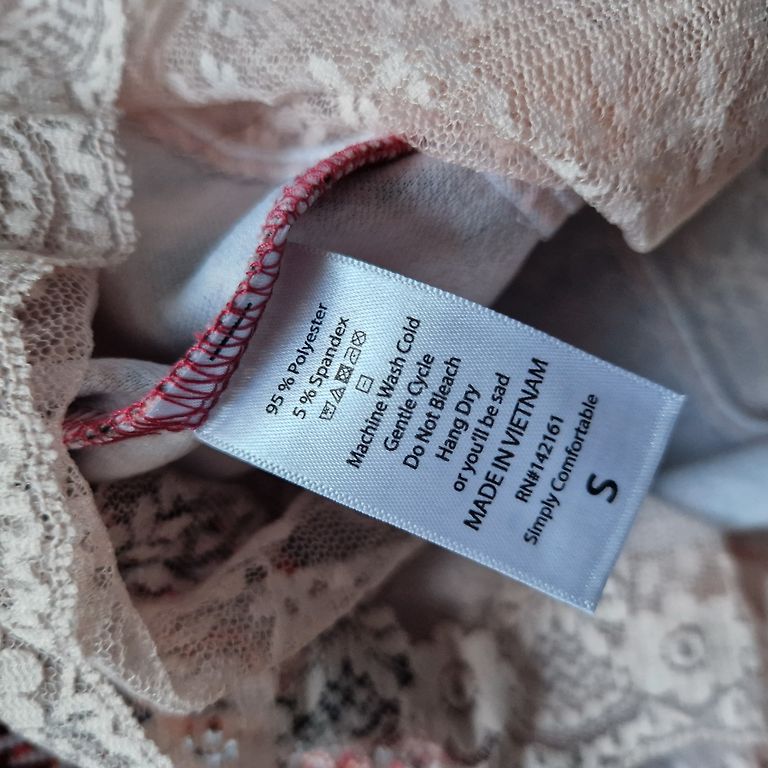 95 % Polyester
5 % Spandex
Machine Wash Cold
Gentle Cycle
Do Not Bleach
Hang Dry
or you'll be sad
MADE IN VIETNAM
RN#142161
Simply Comfortable
S